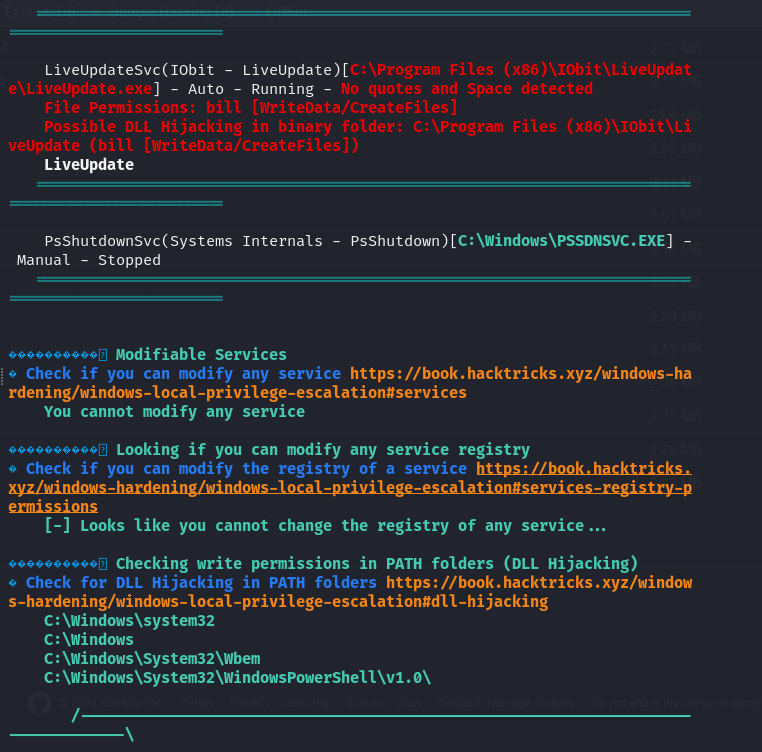 LiveUpdateSvc(IObit - LiveUpdate)[C:\Program Files (x86)\IObit\LiveUpdat
e\LiveUpdate.exe] - Auto - Running - No quotes and Space detected
File Permissions: bill [WriteData/CreateFiles]
Possible DLL Hijacking in binary folder: C:\Program Files (x86)\IObit\Li
veUpdate (bill [WriteData/CreateFiles])
LiveUpdate
PsShutdownSvc(Systems Internals - PsShutdown)[C:\Windows\PSSDNSVC.EXE] -
Manual - Stopped
������������ Modifiable Services
� Check if you can modify any service https://book.hacktricks.xyz/windows-ha
rdening/windows-local-privilege-escalation#services
You cannot modify any service
������������ Looking if you can modify any service registry
� Check if you can modify the registry of a service https://book.hacktricks.
xyz/windows-hardening/windows-local-privilege-escalation#services-registry-p
ermissions
[-] Looks like you cannot change the registry of any service...
������������ Checking write permissions in PATH folders (DLL Hijacking)
� Check for DLL Hijacking in PATH folders https://book.hacktricks.xyz/window
s-hardening/windows-local-privilege-escalation#dll-hijacking
C:\Windows\system32
C:\Windows
C:\Windows\System32\Wbem
C:\Windows\System32\WindowsPowerShell\v1.0\
/----------------------------------------------------------------------
-------------\